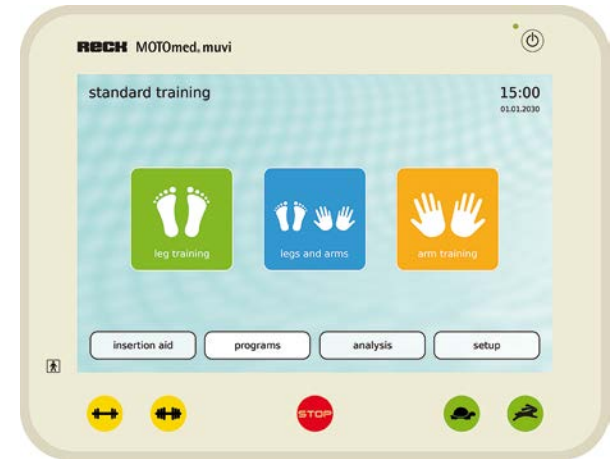 RECK MOTOmed. muvi
standard training
15:00
01.01.2030
leg training
legs and arms
arm training
insertion aid
programs
analysis
setup
STOP